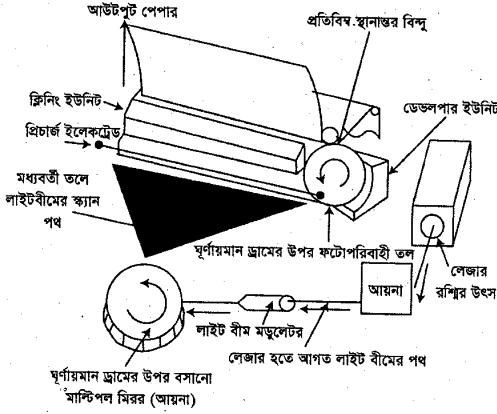 আউটপুট পেপার
প্রতিবিম্ব স্থানান্তর বিন্দু
ক্লিনিং ইউনিট
ডেভলপার ইউনিট
প্রিচার্জ ইলেকট্রেড
মধ্যবর্তী তলে
লাইটবীমের স্ক্যান
পথ
ঘূর্ণায়মান ড্রামের উপর ফটোপরিবাহী তল
লেজার
রশ্মির উৎস
আয়না
লাইট বীম মডুলেটর
লেজার হতে আগত লাইট বীমের পথ
ঘূর্ণায়মান ড্রামের উপর বসানো
মাল্টিপল মিরর (আয়না)